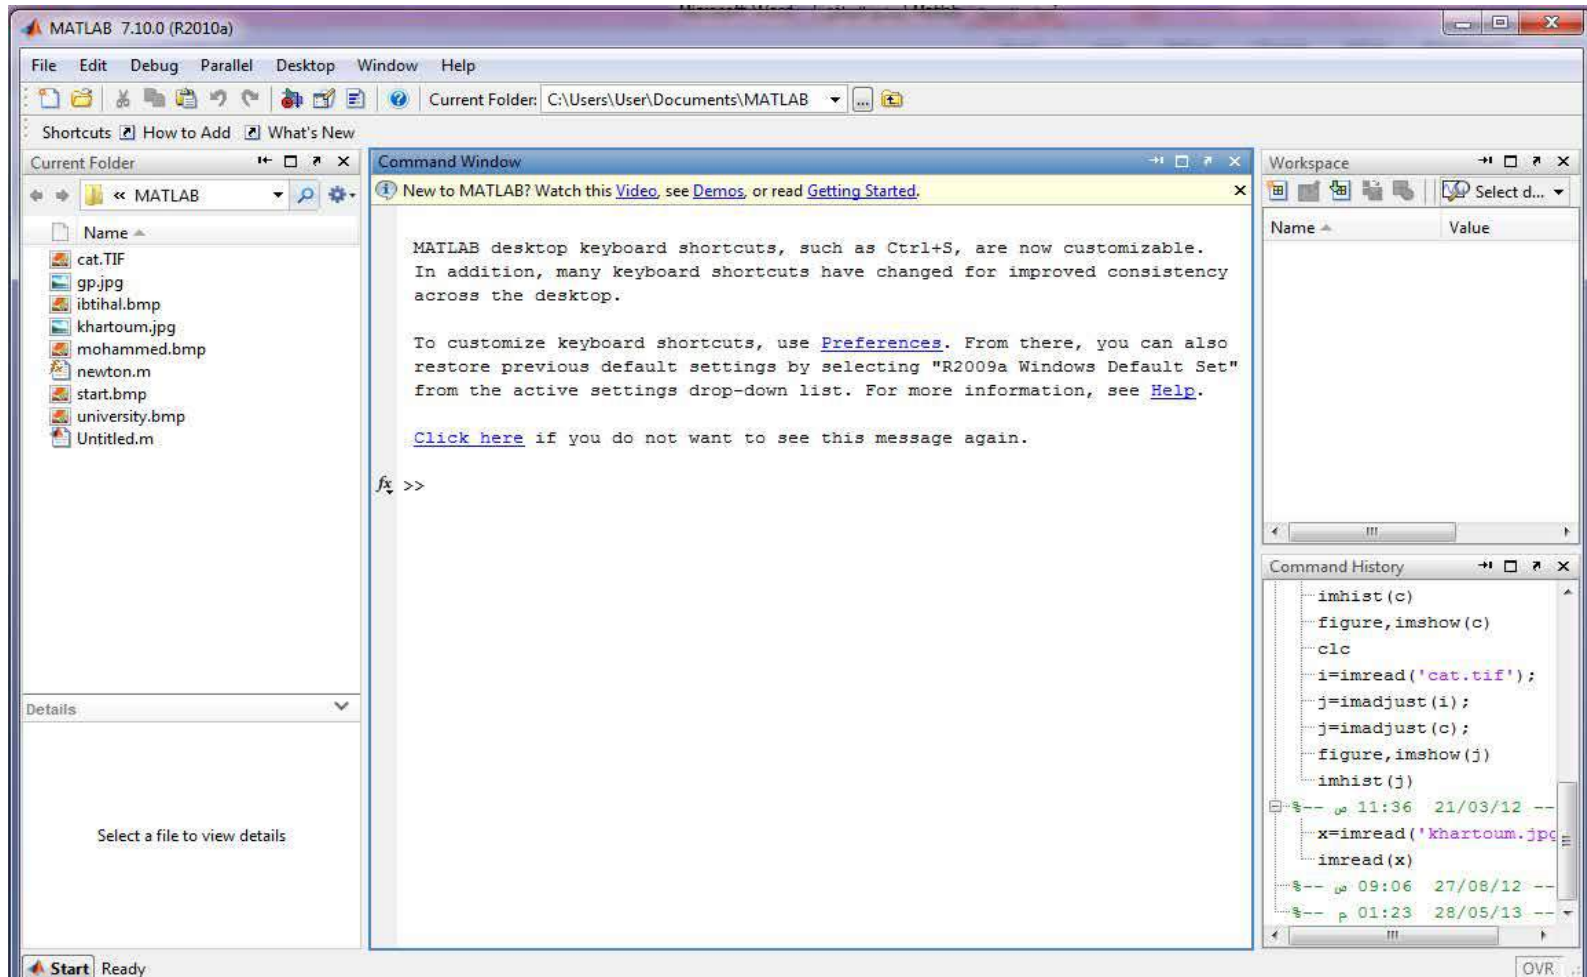 MATLAB 7.10.0 (R2010a)
File Edit Debug Parallel Desktop Window Help
Current Folder: C:\Users\User\Documents\MATLAB
Shortcuts How to Add What's New
Current Folder
« MATLAB
Name
cat.TIF
gp.jpg
ibtihal.bmp
khartoum.jpg
mohammed.bmp
newton.m
start.bmp
university.bmp
Untitled.m
Details
Select a file to view details
Command Window
New to MATLAB? Watch this Video, see Demos, or read Getting Started.
MATLAB desktop keyboard shortcuts, such as Ctrl+S, are now customizable.
In addition, many keyboard shortcuts have changed for improved consistency
across the desktop.
To customize keyboard shortcuts, use Preferences. From there, you can also
restore previous default settings by selecting "R2009a Windows Default Set"
from the active settings drop-down list. For more information, see Help.
Click here if you do not want to see this message again.
fx >>
Workspace
Select d...
Name Value
Command History
imhist(c)
figure,imshow(c)
clc
i=imread('cat.tif');
j=imadjust(i);
j=imadjust(c);
figure,imshow(j)
imhist(j)
%-- ص 11:36 21/03/12 --
x=imread('khartoum.jpg
imread(x)
%-- ص 09:06 27/08/12 --
%-- م 01:23 28/05/13 --
Start Ready
OVR